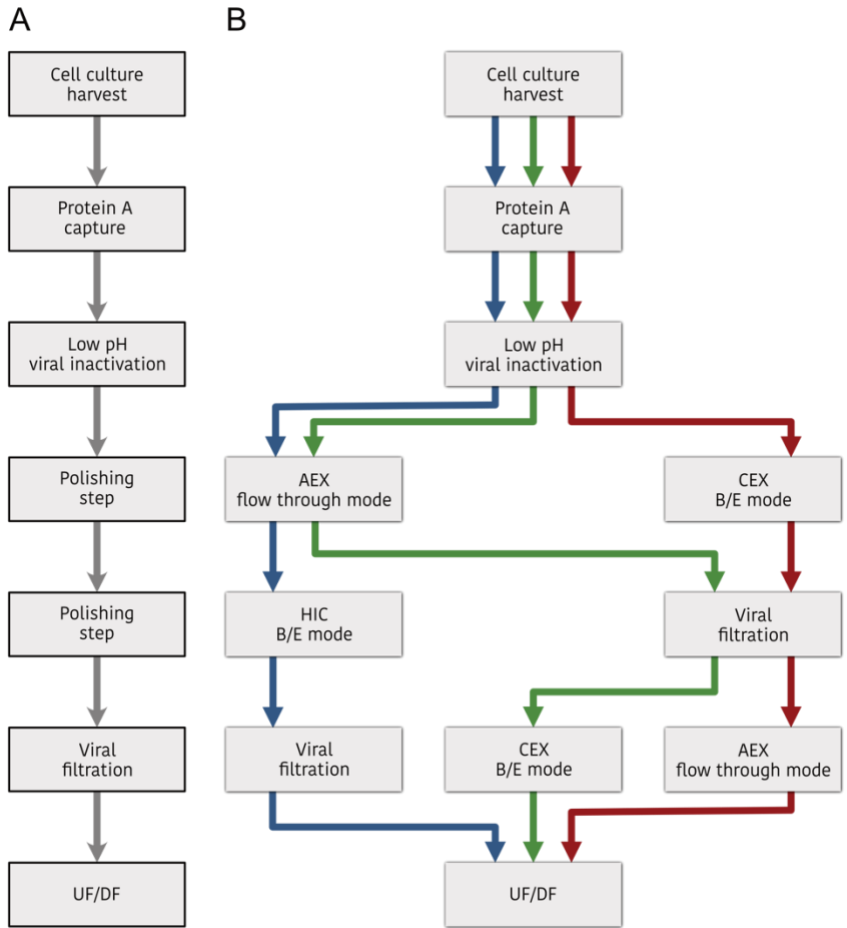 A
Cell culture
harvest
Protein A
capture
Low pH
viral inactivation
Polishing
step
Polishing
step
Viral
filtration
UF/DF
B
Cell culture
harvest
Protein A
capture
Low pH
viral inactivation
AEX
flow through mode
CEX
B/E mode
HIC
B/E mode
Viral
filtration
Viral
filtration
CEX
B/E mode
AEX
flow through mode
UF/DF